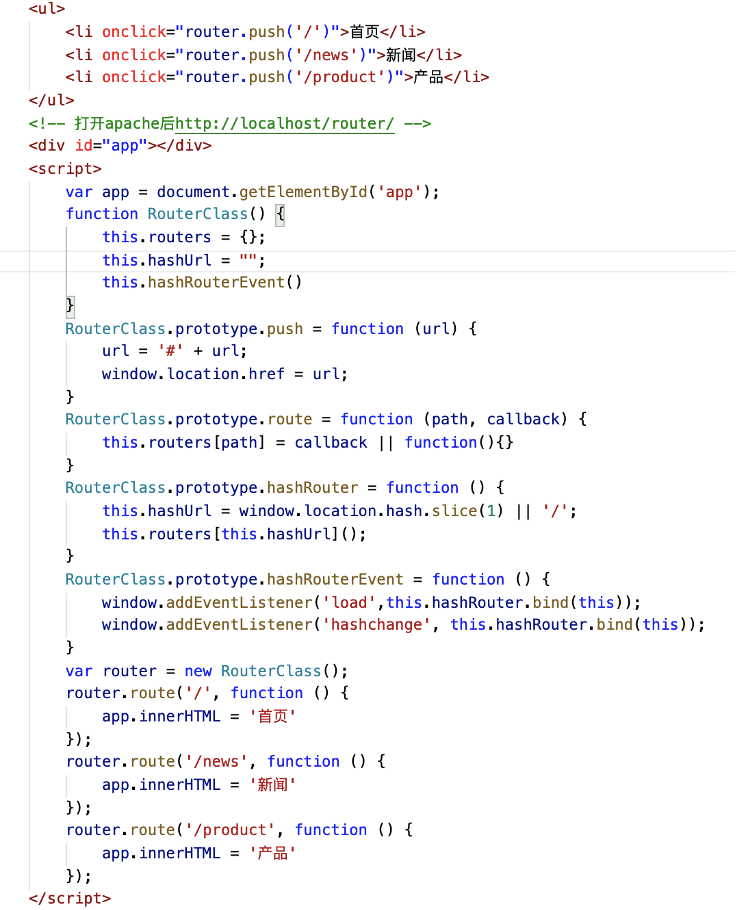 <ul>
    <li onclick="router.push('/')">首页</li>
    <li onclick="router.push('/news')">新闻</li>
    <li onclick="router.push('/product')">产品</li>
</ul>
<!-- 打开apache后http://localhost/router/ -->
<div id="app"></div>
<script>
    var app = document.getElementById('app');
    function RouterClass() {
        this.routers = {};
        this.hashUrl = "";
        this.hashRouterEvent()
    }
    RouterClass.prototype.push = function (url) {
        url = '#' + url;
        window.location.href = url;
    }
    RouterClass.prototype.route = function (path, callback) {
        this.routers[path] = callback || function(){}
    }
    RouterClass.prototype.hashRouter = function () {
        this.hashUrl = window.location.hash.slice(1) || '/';
        this.routers[this.hashUrl]();
    }
    RouterClass.prototype.hashRouterEvent = function () {
        window.addEventListener('load',this.hashRouter.bind(this));
        window.addEventListener('hashchange', this.hashRouter.bind(this));
    }
    var router = new RouterClass();
    router.route('/', function () {
        app.innerHTML = '首页'
    });
    router.route('/news', function () {
        app.innerHTML = '新闻'
    });
    router.route('/product', function () {
        app.innerHTML = '产品'
    });
</script>